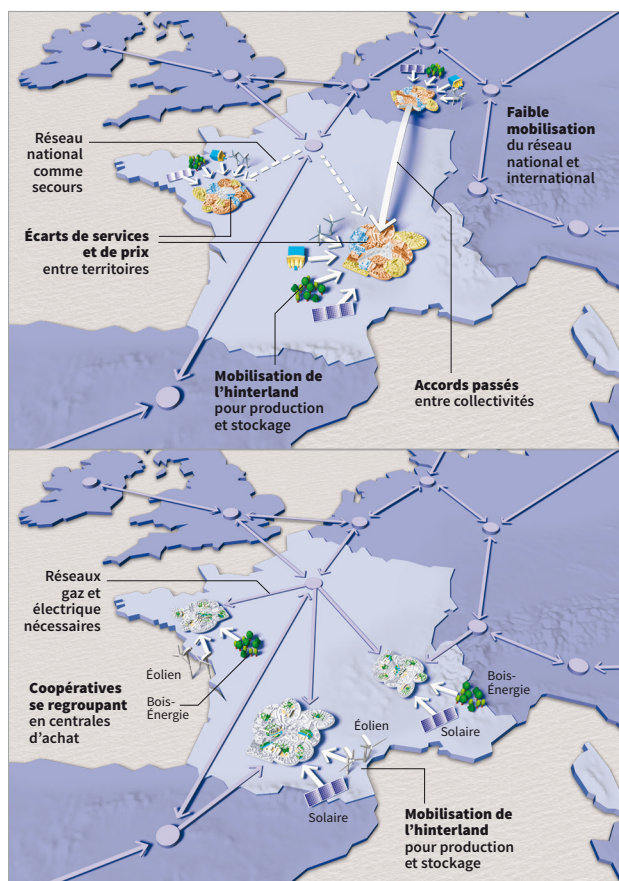 Réseau
national
comme
secours
Faible
mobilisation
du réseau
national et
international
Écarts de services
et de prix
entre territoires
Mobilisation de
l’hinterland
pour production
et stockage
Accords passés
entre collectivités
Réseaux
gaz et
électrique
nécessaires
Éolien
Bois-
Énergie
Coopératives
se regroupant
en centrales
d’achat
Bois-
Énergie
Solaire
Éolien
Solaire
Mobilisation de
l’hinterland
pour production
et stockage